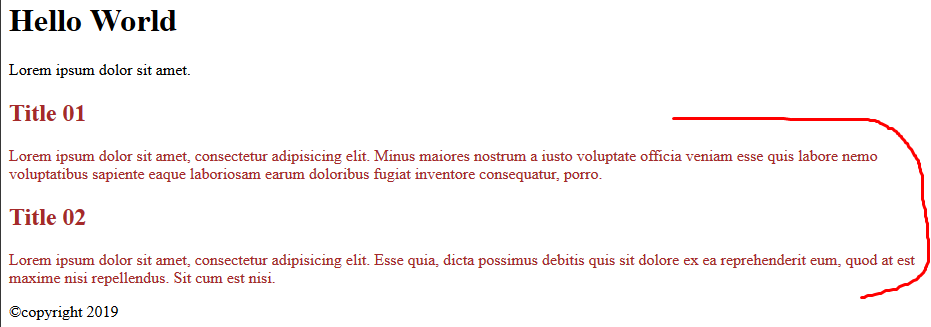 Hello World
Lorem ipsum dolor sit amet.
Title 01
Lorem ipsum dolor sit amet, consectetur adipisicing elit. Minus maiores nostrum a iusto voluptate officia veniam esse quis labore nemo
voluptatibus sapiente eaque laboriosam earum doloribus fugiat inventore consequatur, porro.
Title 02
Lorem ipsum dolor sit amet, consectetur adipisicing elit. Esse quia, dicta possimus debitis quis sit dolore ex ea reprehenderit eum, quod at est
maxime nisi repellendus. Sit cum est nisi.
©copyright 2019